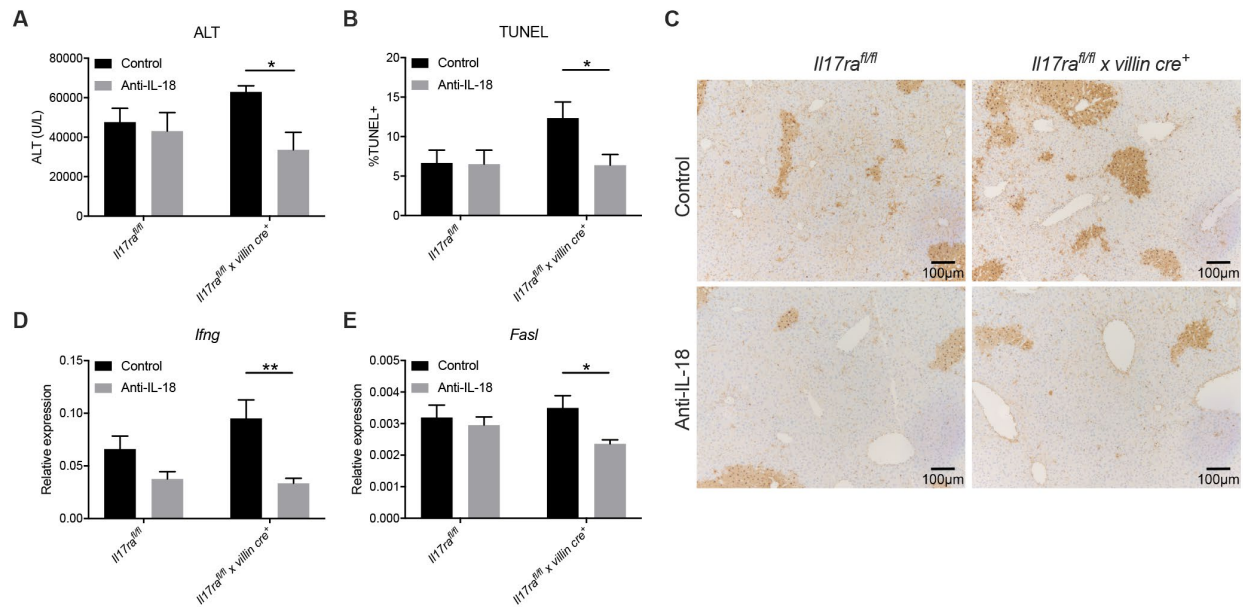 A
ALT
Control
Anti-IL-18
*
ALT (U/L)
80000
60000
40000
20000
0
Il17ra^fl/fl
Il17ra^fl/fl x villin cre^+
B
TUNEL
Control
Anti-IL-18
*
%TUNEL+
20
15
10
5
0
Il17ra^fl/fl
Il17ra^fl/fl x villin cre^+
C
Il17ra^fl/fl
Il17ra^fl/fl x villin cre^+
Control
100µm
100µm
Anti-IL-18
100µm
100µm
D
Ifng
Control
Anti-IL-18
**
Relative expression
0.15
0.10
0.05
0.00
Il17ra^fl/fl
Il17ra^fl/fl x villin cre^+
E
Fasl
Control
Anti-IL-18
*
Relative expression
0.005
0.004
0.003
0.002
0.001
0.000
Il17ra^fl/fl
Il17ra^fl/fl x villin cre^+